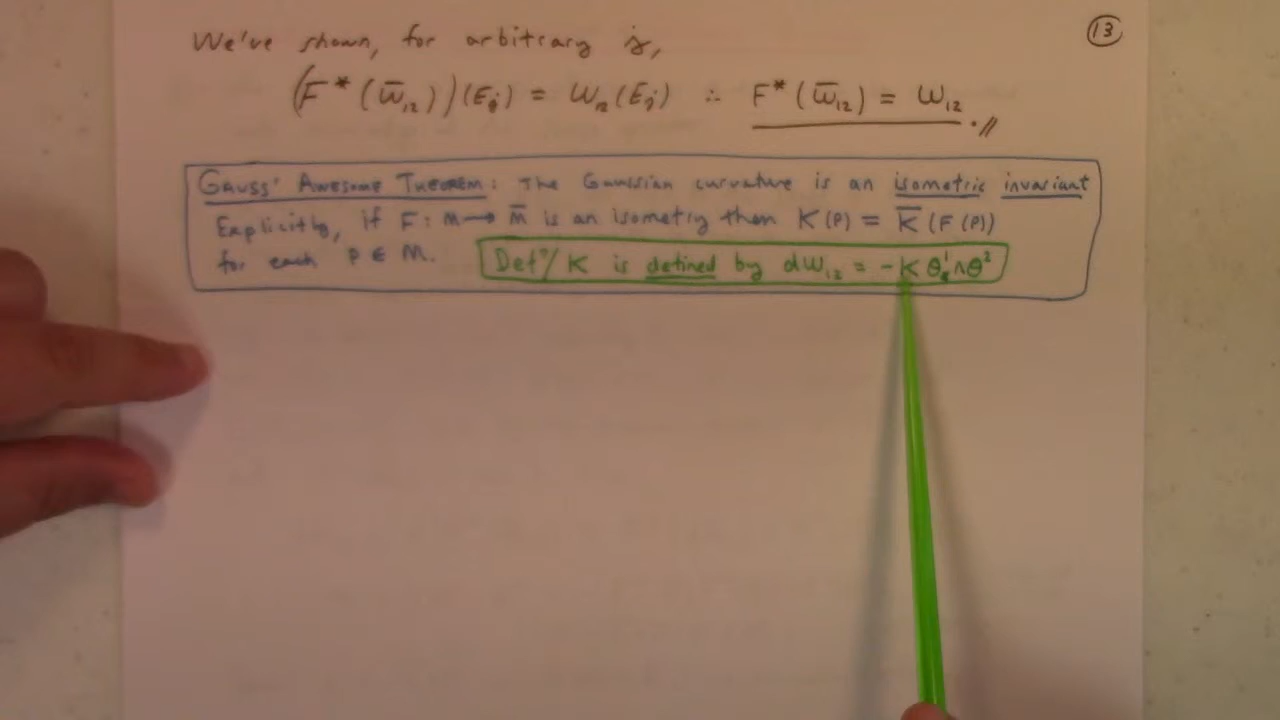 13
We've shown, for arbitrary j,
(F*(ω̄₁₂))(Eⱼ) = ω₁₂(Eⱼ) ∴ F*(ω̄₁₂) = ω₁₂ .//
Gauss' Awesome Theorem: The Gaussian curvature is an isometric invariant
Explicitly, if F: M → M̄ is an isometry then K(P) = K̄(F(P))
for each P ∈ M. Defⁿ/ K is defined by dω₁₂ = -K θ¹∧θ²